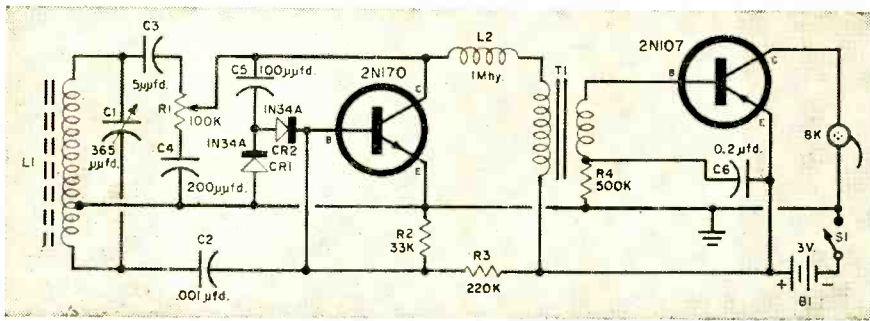 C3
5µµfd.
L1
C1
365
µµfd.
R1
100K
C4
200µµfd.
C2
.001µfd.
C5
100µµfd.
1N34A
CR2
1N34A
CR1
2N170
B
C
E
R2
33K
R3
220K
L2
1Mhy.
T1
2N107
B
C
E
R4
500K
C6
0.2µfd.
8K
S1
3V.
+
−
B1